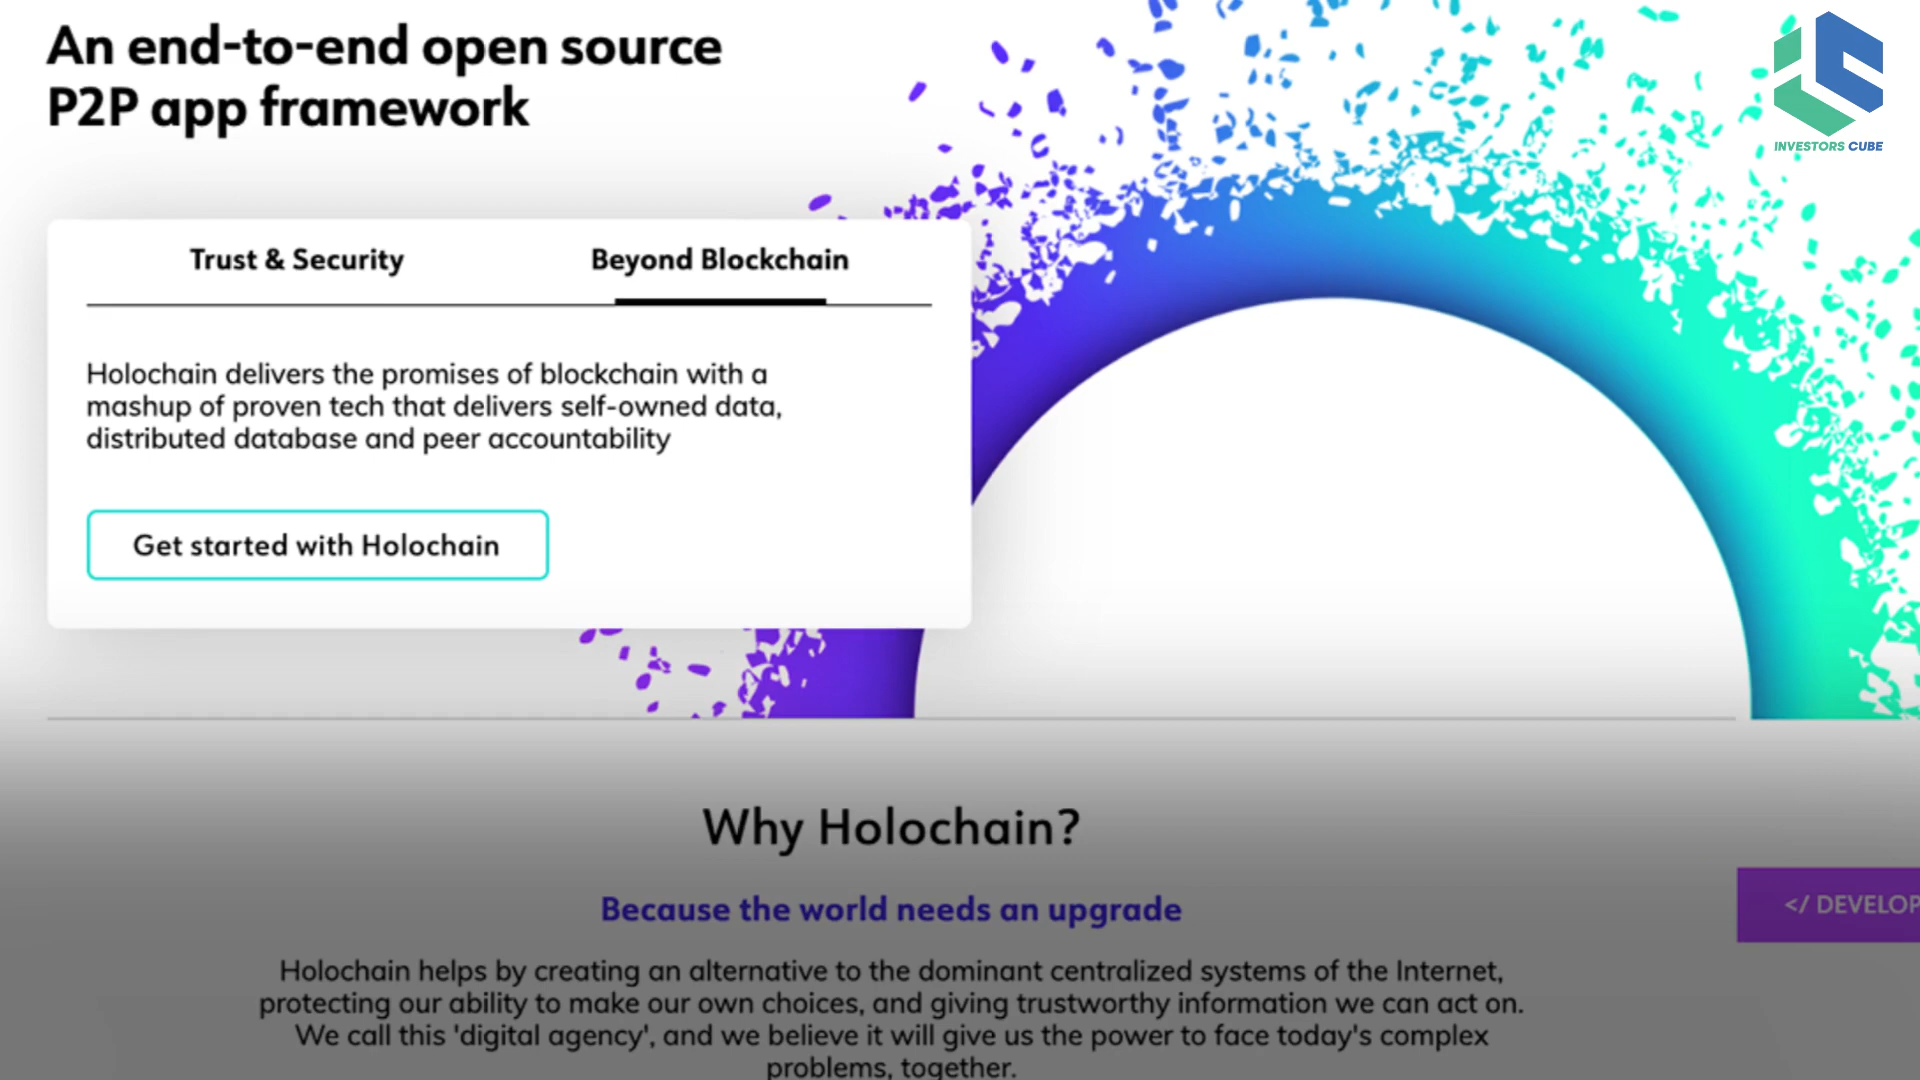 An end-to-end open source
P2P app framework
INVESTORS CUBE
Trust & Security
Beyond Blockchain
Holochain delivers the promises of blockchain with a
mashup of proven tech that delivers self-owned data,
distributed database and peer accountability
Get started with Holochain
Why Holochain?
Because the world needs an upgrade
</ DEVELOP
Holochain helps by creating an alternative to the dominant centralized systems of the Internet,
protecting our ability to make our own choices, and giving trustworthy information we can act on.
We call this 'digital agency', and we believe it will give us the power to face today's complex
problems, together.